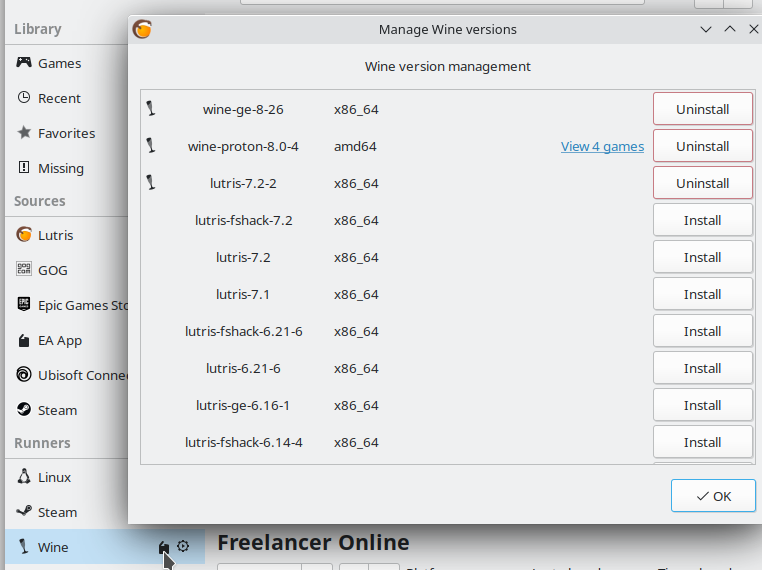 Library
Games
Recent
Favorites
Missing
Sources
Lutris
GOG
Epic Games Sto
EA App
Ubisoft Connec
Steam
Runners
Linux
Steam
Wine
Manage Wine versions
Wine version management
wine-ge-8-26 x86_64 Uninstall
wine-proton-8.0-4 amd64 View 4 games Uninstall
lutris-7.2-2 x86_64 Uninstall
lutris-fshack-7.2 x86_64 Install
lutris-7.2 x86_64 Install
lutris-7.1 x86_64 Install
lutris-fshack-6.21-6 x86_64 Install
lutris-6.21-6 x86_64 Install
lutris-ge-6.16-1 x86_64 Install
lutris-fshack-6.14-4 x86_64 Install
OK
Freelancer Online